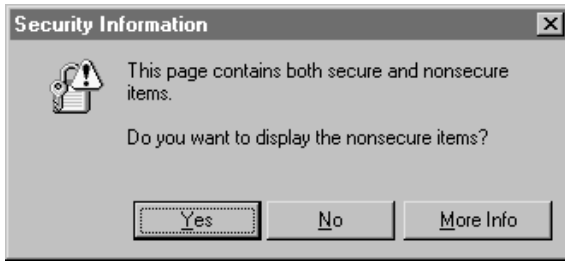 Security Information
This page contains both secure and nonsecure
items.
Do you want to display the nonsecure items?
Yes No More Info